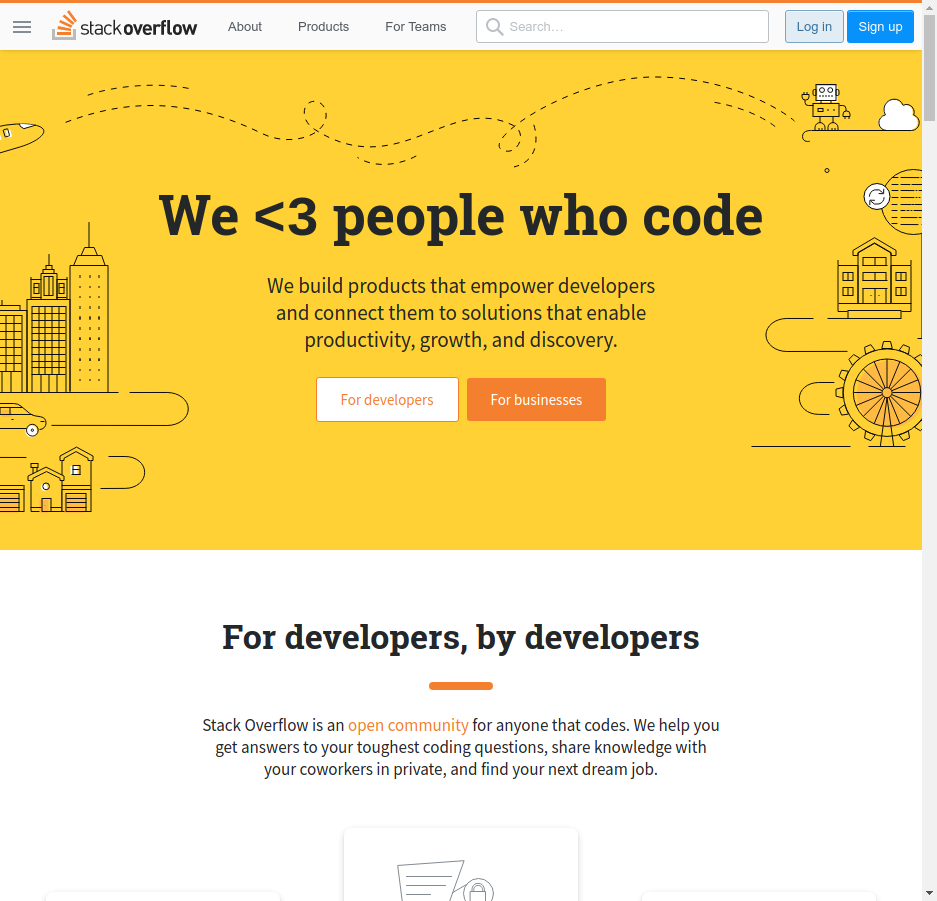 stackoverflow
About
Products
For Teams
Search…
Log in
Sign up
We <3 people who code
We build products that empower developers
and connect them to solutions that enable
productivity, growth, and discovery.
For developers
For businesses
For developers, by developers
Stack Overflow is an open community for anyone that codes. We help you
get answers to your toughest coding questions, share knowledge with
your coworkers in private, and find your next dream job.